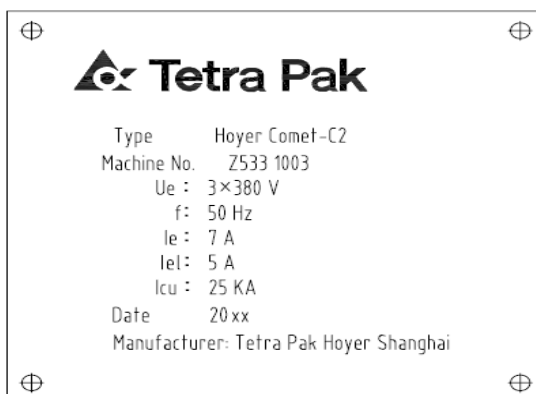 Tetra Pak
Type Hoyer Comet-C2
Machine No. Z533 1003
Ue : 3×380 V
f: 50 Hz
Ie : 7 A
Iel: 5 A
Icu : 25 KA
Date 20xx
Manufacturer: Tetra Pak Hoyer Shanghai